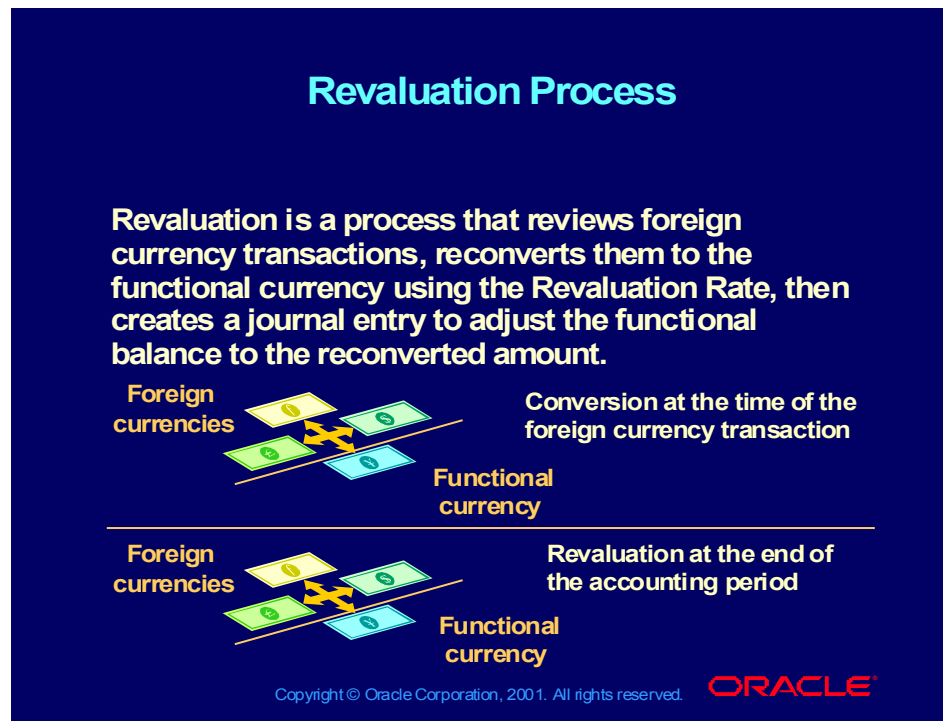 Revaluation Process
Revaluation is a process that reviews foreign
currency transactions, reconverts them to the
functional currency using the Revaluation Rate, then
creates a journal entry to adjust the functional
balance to the reconverted amount.
Foreign
currencies
Conversion at the time of the
foreign currency transaction
Functional
currency
Foreign
currencies
Revaluation at the end of
the accounting period
Functional
currency
Copyright © Oracle Corporation, 2001. All rights reserved.
ORACLE